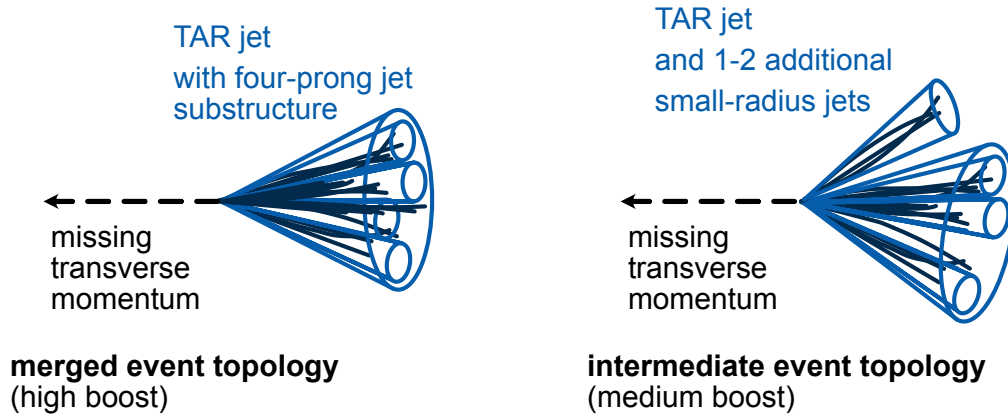 TAR jet
with four-prong jet
substructure
missing
transverse
momentum
merged event topology
(high boost)
TAR jet
and 1-2 additional
small-radius jets
missing
transverse
momentum
intermediate event topology
(medium boost)